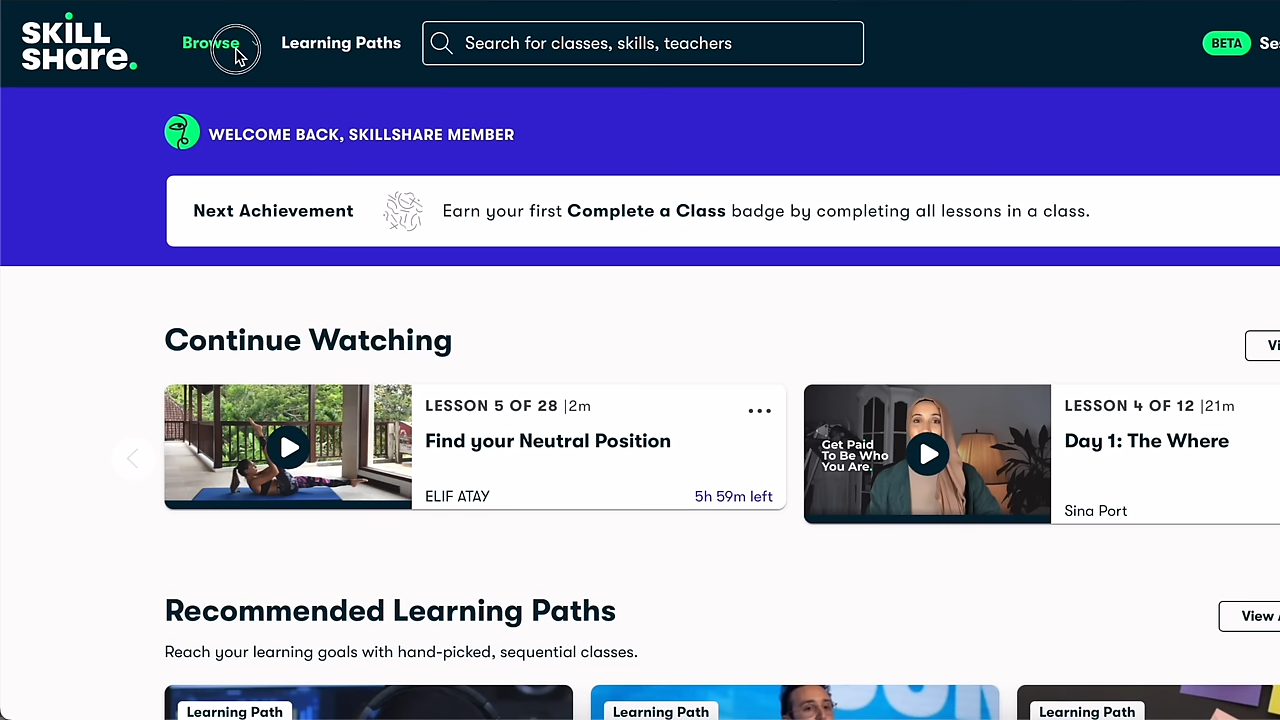 SKILL
SHare.
Browse
Learning Paths
Search for classes, skills, teachers
BETA
WELCOME BACK, SKILLSHARE MEMBER
Next Achievement
Earn your first Complete a Class badge by completing all lessons in a class.
Continue Watching
LESSON 5 OF 28 |2m
Find your Neutral Position
ELIF ATAY
5h 59m left
Get Paid
To Be Who
You Are.
LESSON 4 OF 12 |21m
Day 1: The Where
Sina Port
Recommended Learning Paths
View
Reach your learning goals with hand-picked, sequential classes.
Learning Path
Learning Path
Learning Path